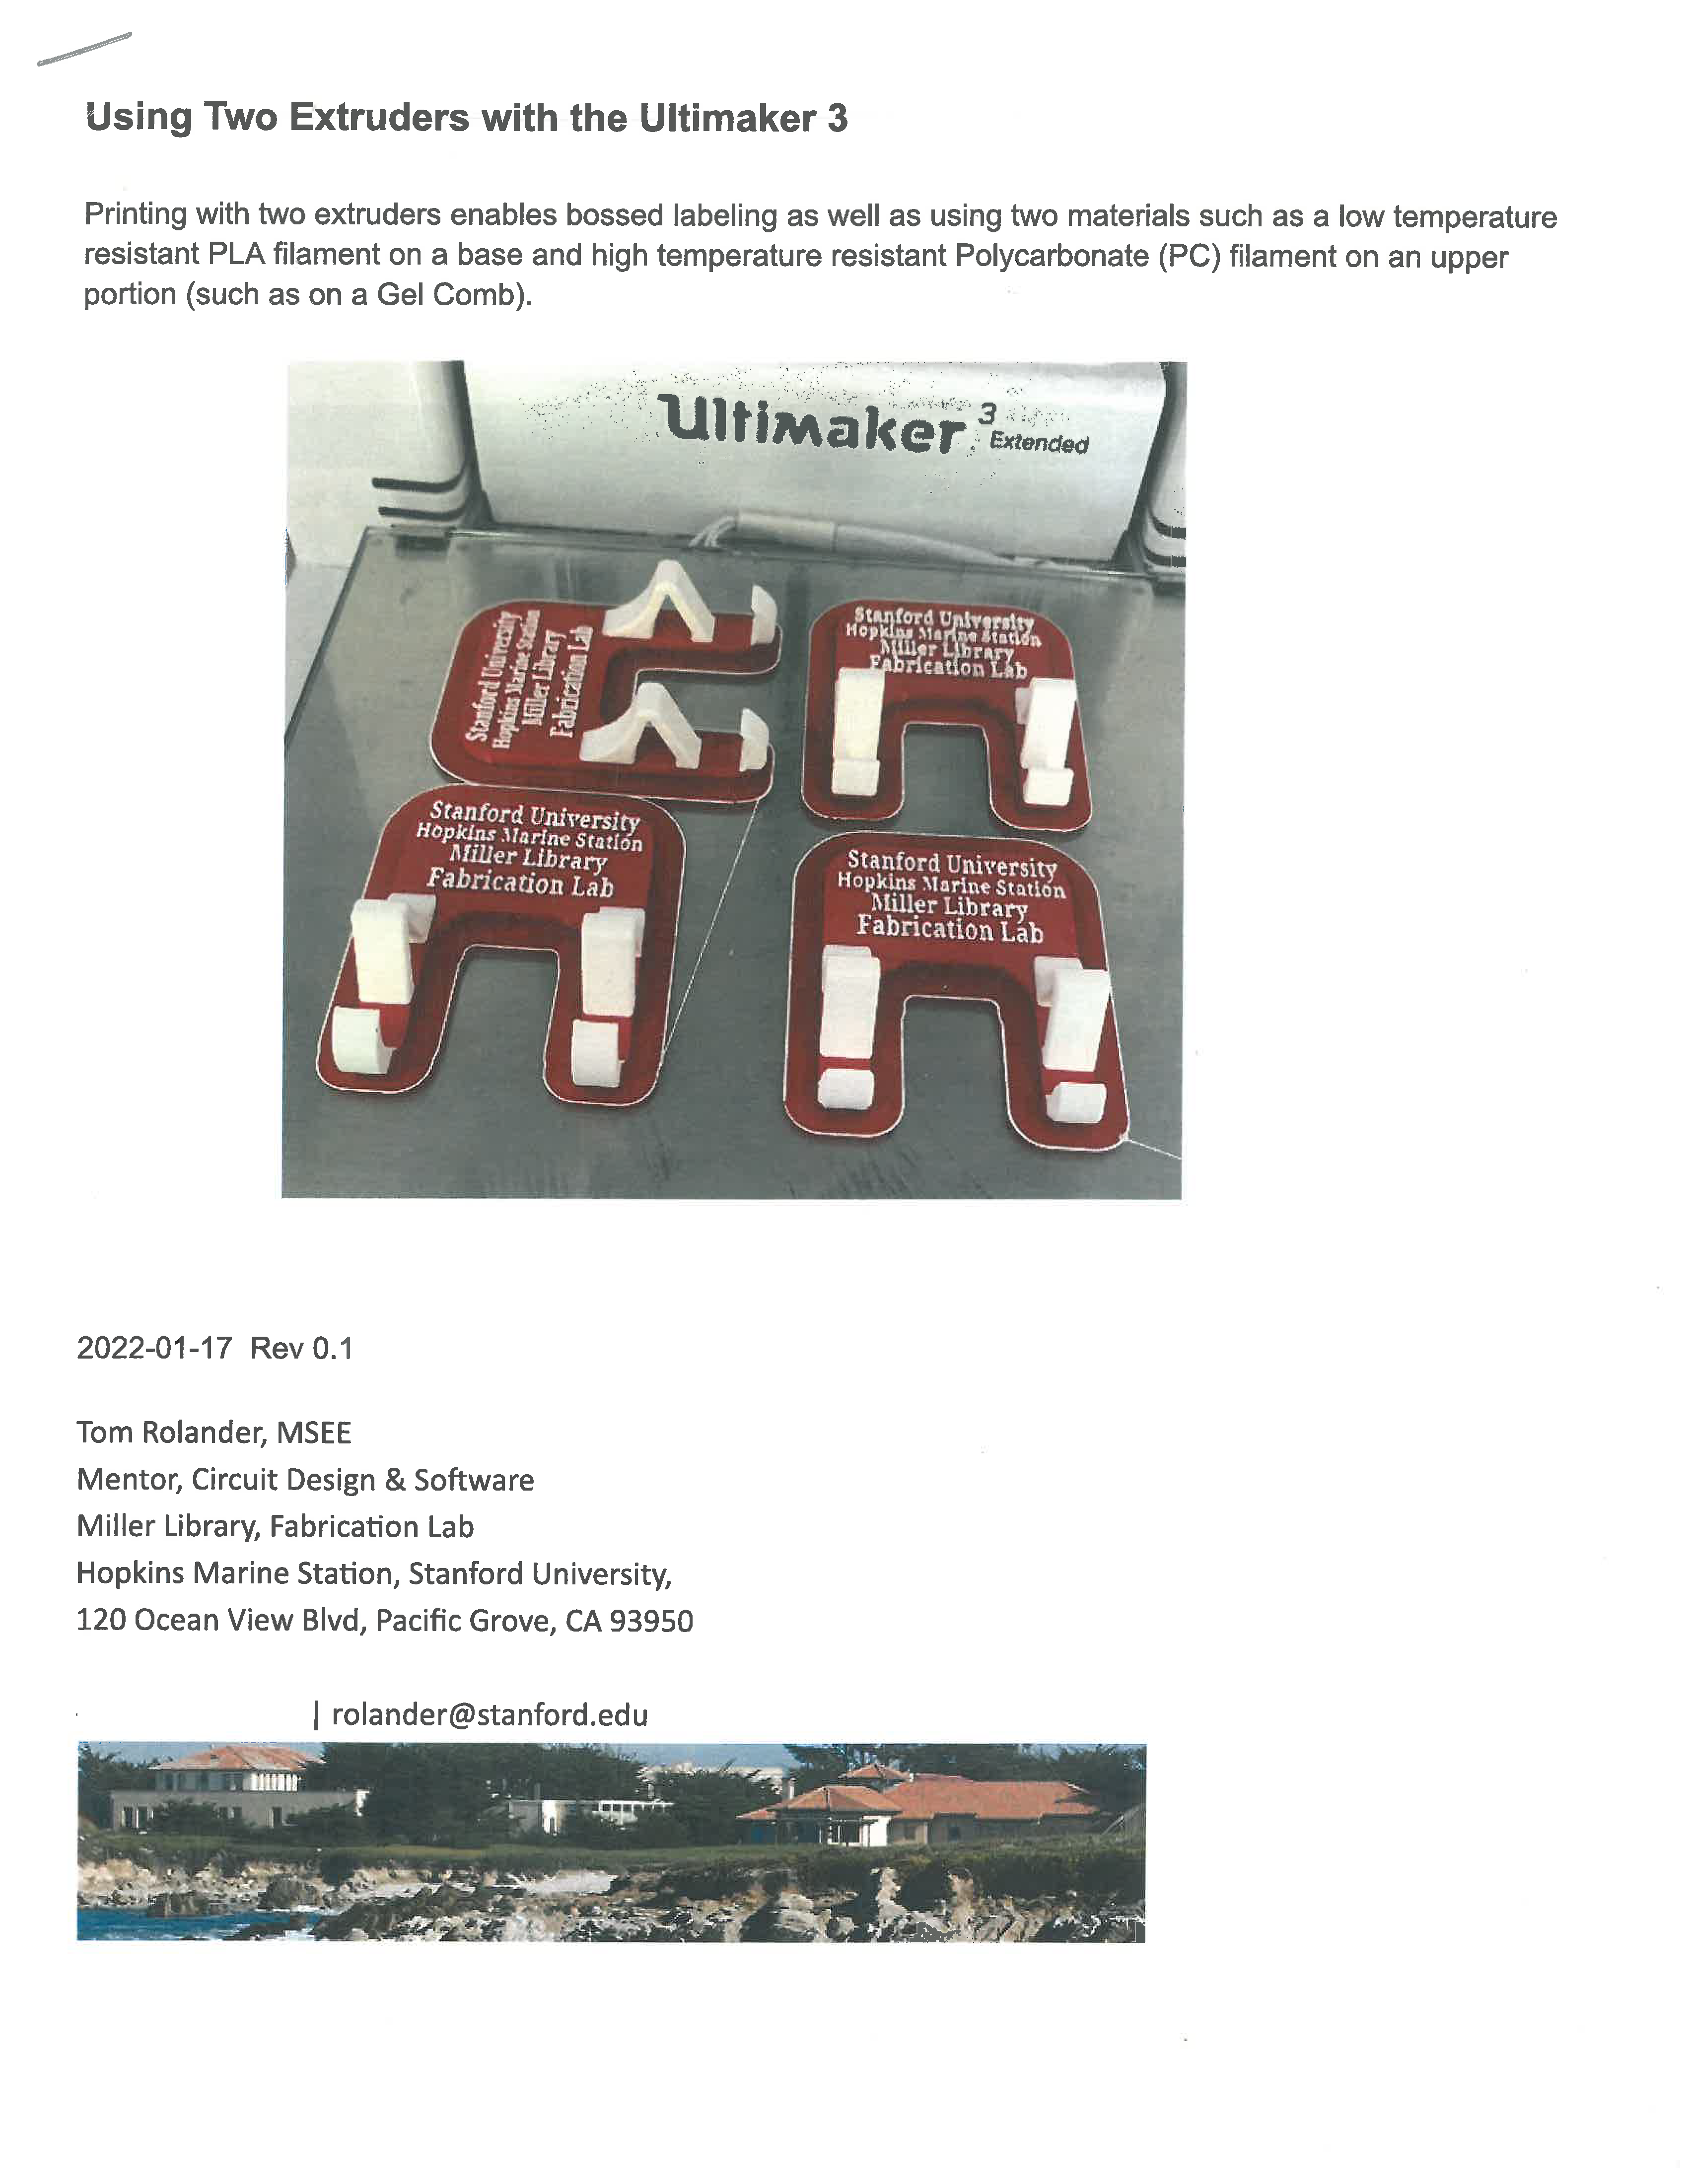 Using Two Extruders with the Ultimaker 3
Printing with two extruders enables bossed labeling as well as using two materials such as a low temperature
resistant PLA filament on a base and high temperature resistant Polycarbonate (PC) filament on an upper
portion (such as on a Gel Comb).
Ultimaker 3
Extended
Stanford University
Hopkins Marine Station
Miller Library
Fabrication Lab
Stanford University
Hopkins Marine Station
Miller Library
Fabrication Lab
Stanford University
Hopkins Marine Station
Miller Library
Fabrication Lab
Stanford University
Hopkins Marine Station
Miller Library
Fabrication Lab
2022-01-17 Rev 0.1
Tom Rolander, MSEE
Mentor, Circuit Design & Software
Miller Library, Fabrication Lab
Hopkins Marine Station, Stanford University,
120 Ocean View Blvd, Pacific Grove, CA 93950
| rolander@stanford.edu